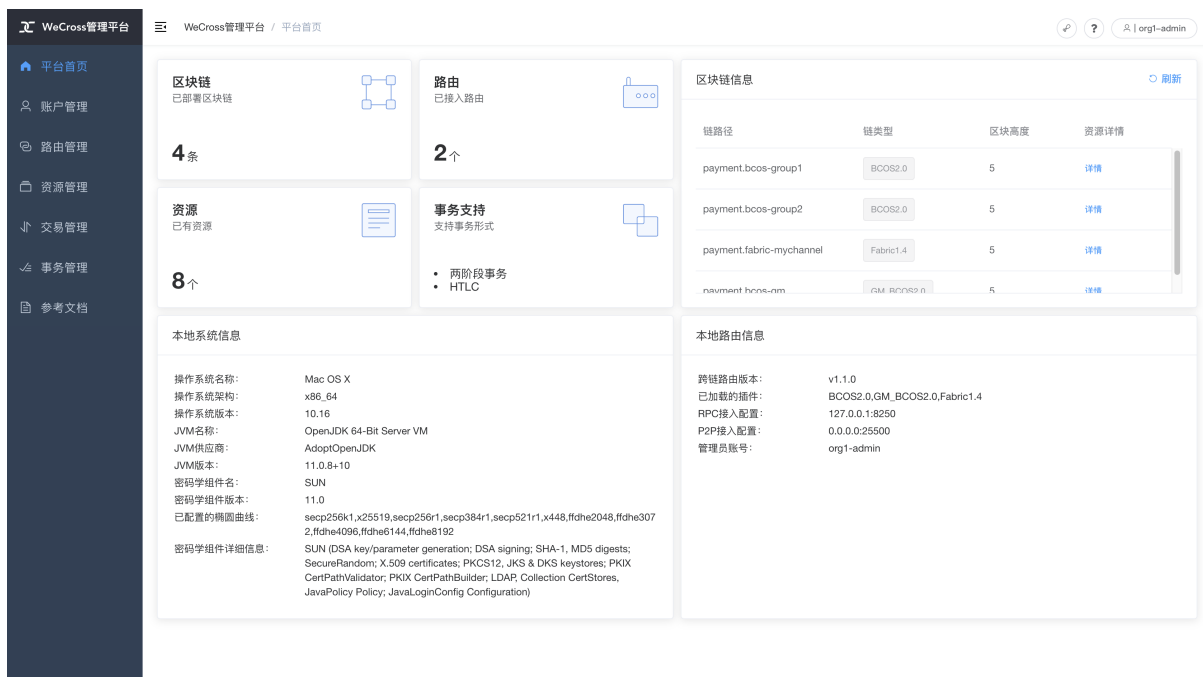 WeCross管理平台
WeCross管理平台 / 平台首页
? org1-admin
平台首页
账户管理
路由管理
资源管理
交易管理
事务管理
参考文档
区块链
已部署区块链
4条
路由
已接入路由
2个
资源
已有资源
8个
事务支持
支持事务形式
• 两阶段事务
• HTLC
区块链信息 刷新
链路径 链类型 区块高度 资源详情
payment.bcos-group1 BCOS2.0 5 详情
payment.bcos-group2 BCOS2.0 5 详情
payment.fabric-mychannel Fabric1.4 5 详情
payment.bcos-gm GM_BCOS2.0 5 详情
本地系统信息
操作系统名称: Mac OS X
操作系统架构: x86_64
操作系统版本: 10.16
JVM名称: OpenJDK 64-Bit Server VM
JVM供应商: AdoptOpenJDK
JVM版本: 11.0.8+10
密码学组件名: SUN
密码学组件版本: 11.0
已配置的椭圆曲线: secp256k1,x25519,secp256r1,secp384r1,secp521r1,x448,ffdhe2048,ffdhe307
2,ffdhe4096,ffdhe6144,ffdhe8192
密码学组件详细信息: SUN (DSA key/parameter generation; DSA signing; SHA-1, MD5 digests;
SecureRandom; X.509 certificates; PKCS12, JKS & DKS keystores; PKIX
CertPathValidator; PKIX CertPathBuilder; LDAP, Collection CertStores,
JavaPolicy Policy; JavaLoginConfig Configuration)
本地路由信息
跨链路由版本: v1.1.0
已加载的插件: BCOS2.0,GM_BCOS2.0,Fabric1.4
RPC接入配置: 127.0.0.1:8250
P2P接入配置: 0.0.0.0:25500
管理员账号: org1-admin